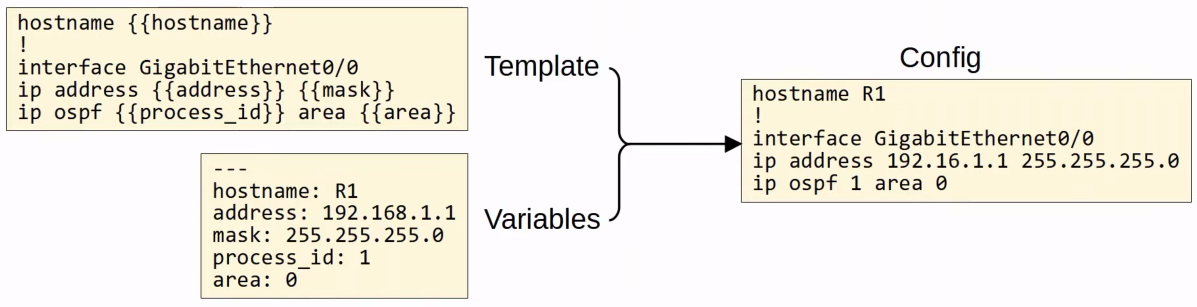 hostname {{hostname}}
!
interface GigabitEthernet0/0
ip address {{address}} {{mask}}
ip ospf {{process_id}} area {{area}}
Template
---
hostname: R1
address: 192.168.1.1
mask: 255.255.255.0
process_id: 1
area: 0
Variables
Config
hostname R1
!
interface GigabitEthernet0/0
ip address 192.16.1.1 255.255.255.0
ip ospf 1 area 0